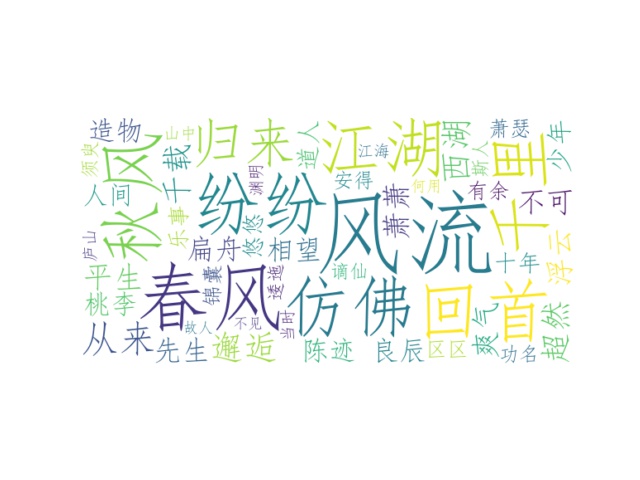 造物
山中
归来
道人
江湖
江海
西湖
斯人
萧瑟
千里
少年
须臾
秋风
千载
渊明
安得
何用
人间
乐事
纷纷
风流
萧萧
有余
不可
庐山
扁舟
悠悠
相望
谪仙
十年
浮云
平生
桃李
春风
锦囊
逶迤
仿佛
回首
从来
先生
故人
不见
邂逅
当时
陈迹
良辰
区区
爽气
功名
超然